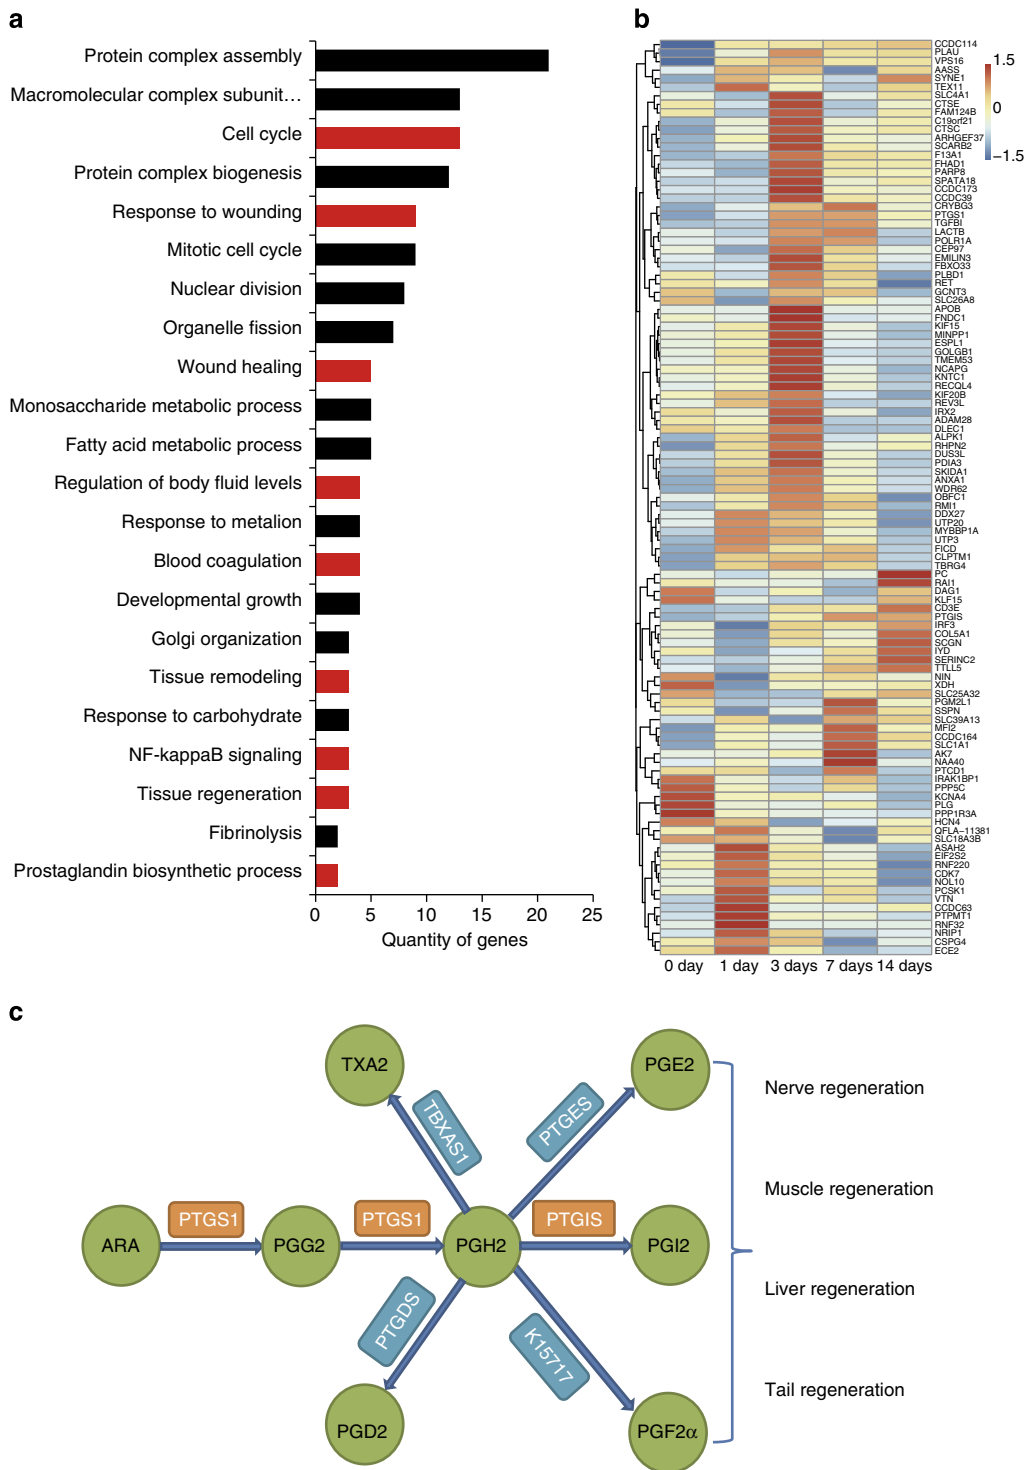 a
Protein complex assembly
Macromolecular complex subunit…
Cell cycle
Protein complex biogenesis
Response to wounding
Mitotic cell cycle
Nuclear division
Organelle fission
Wound healing
Monosaccharide metabolic process
Fatty acid metabolic process
Regulation of body fluid levels
Response to metalion
Blood coagulation
Developmental growth
Golgi organization
Tissue remodeling
Response to carbohydrate
NF-kappaB signaling
Tissue regeneration
Fibrinolysis
Prostaglandin biosynthetic process
0 5 10 15 20 25
Quantity of genes
b
CCDC114
PLAU
VPS16
AASS
SYNE1
TEX11
SLC4A1
CTSE
FAM124B
C19orf21
CTSC
ARHGEF37
SCARB2
F13A1
FHAD1
PARP8
SPATA18
CCDC173
CCDC39
CRYBG3
PTGS1
TGFBI
LACTB
POLR1A
CEP97
EMILIN3
FBXO33
PLBD1
RET
GCNT3
SLC26A8
APOB
FNDC1
KIF15
MINPP1
ESPL1
GOLGB1
TMEM53
NCAPG
KNTC1
RECQL4
KIF20B
REV3L
IRX2
ADAM28
DLEC1
ALPK1
RHPN2
DUS3L
PDIA3
SKIDA1
ANXA1
WDR62
OBFC1
RMI1
DDX27
UTP20
MYBBP1A
UTP3
FICD
CLPTM1
TBRG4
PC
RAI1
DAG1
KLF15
CD3E
PTGIS
IRF3
COL5A1
SCGN
IYD
SERINC2
TTLL5
NIN
XDH
SLC25A32
PGM2L1
SSPN
SLC39A13
MFI2
CCDC164
SLC1A1
AK7
NAA40
PTCD1
IRAK1BP1
PPP5C
KCNA4
PLG
PPP1R3A
HCN4
QFLA−11381
SLC18A3B
ASAH2
EIF2S2
RNF220
CDK7
NOL10
PCSK1
VTN
CCDC63
PTPMT1
RNF32
NRIP1
CSPG4
ECE2
1.5
0
−1.5
0 day 1 day 3 days 7 days 14 days
c
TXA2
PGE2
TBXAS1
PTGES
ARA
PTGS1
PGG2
PTGS1
PGH2
PTGIS
PGI2
PTGDS
K15717
PGD2
PGF2α
Nerve regeneration
Muscle regeneration
Liver regeneration
Tail regeneration